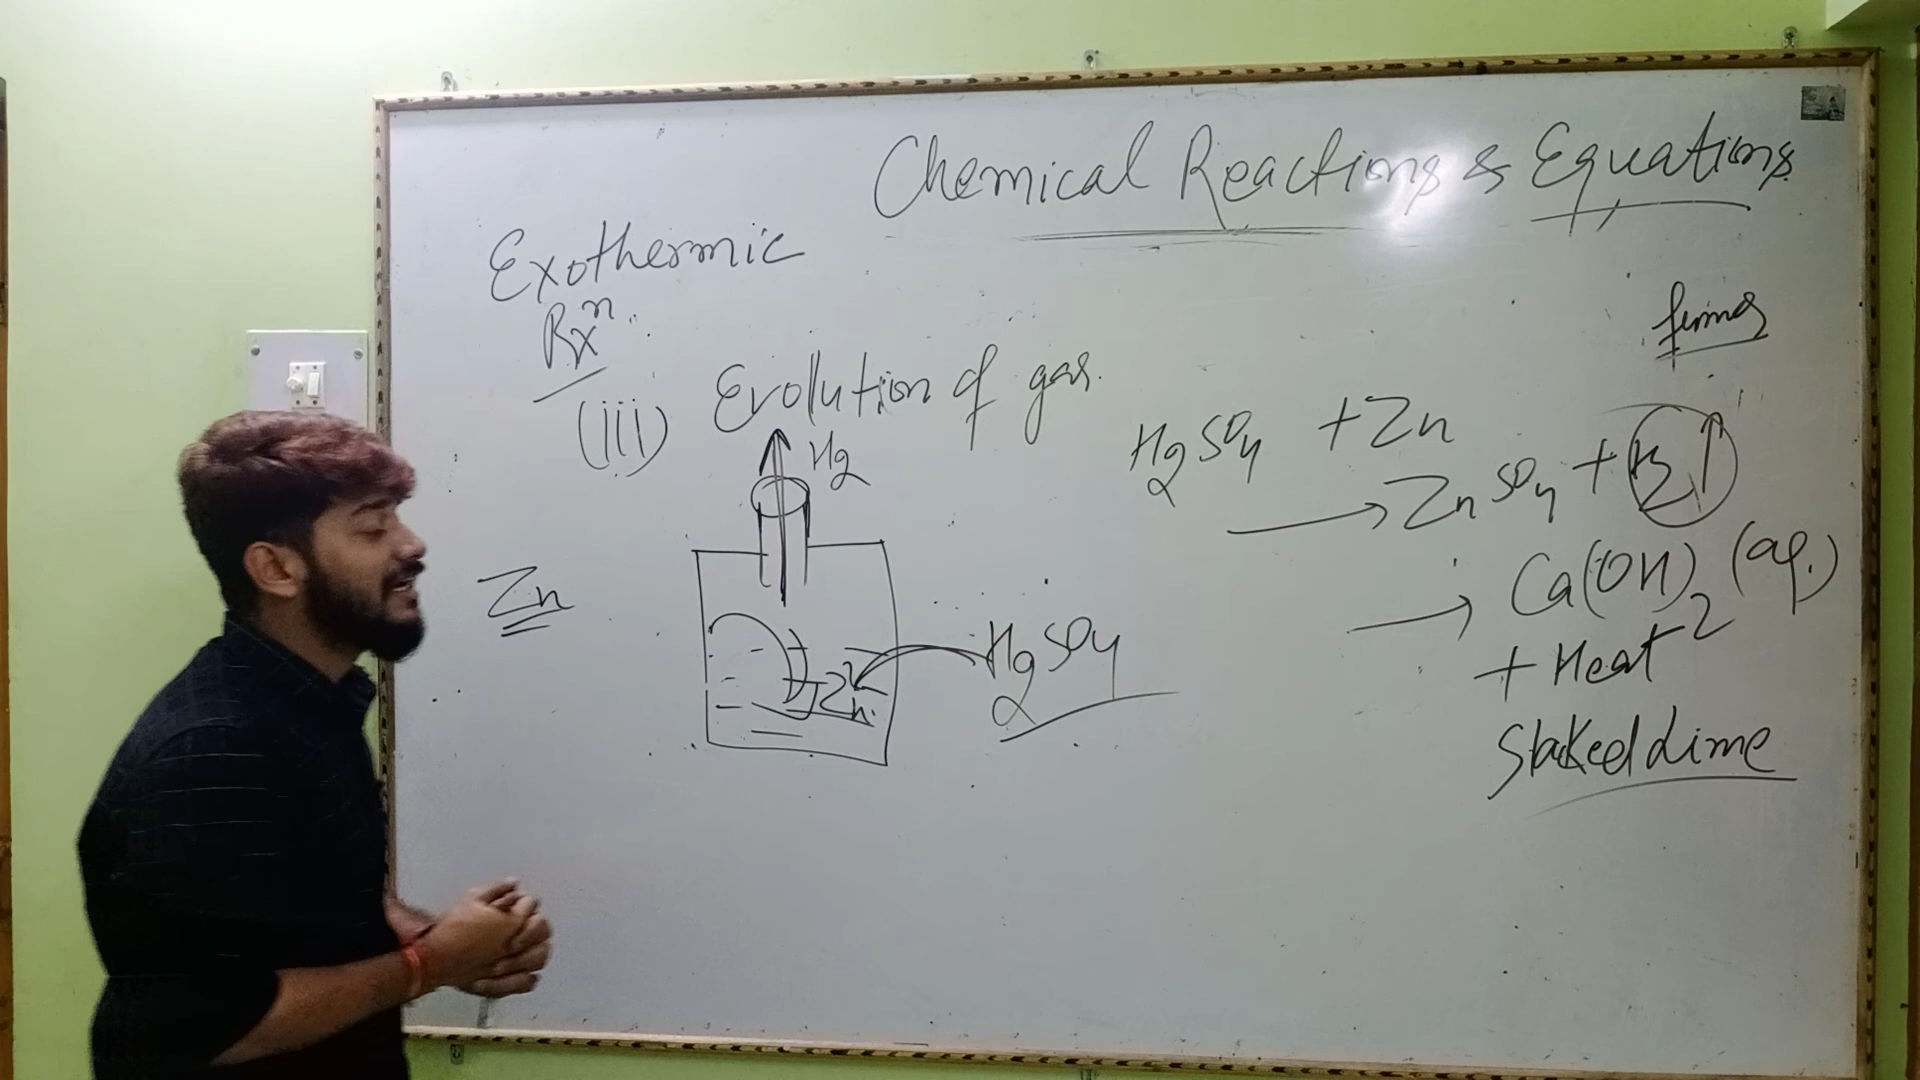 Chemical Reactions & Equations
Exothermic
Rxⁿ.
(iii) Evolution of gas.
H₂
Zn
Zn
H₂SO₄
H₂SO₄ + Zn
→ ZnSO₄ + H₂↑
→ Ca(OH)₂ (aq.)
+ Heat
Slaked Lime